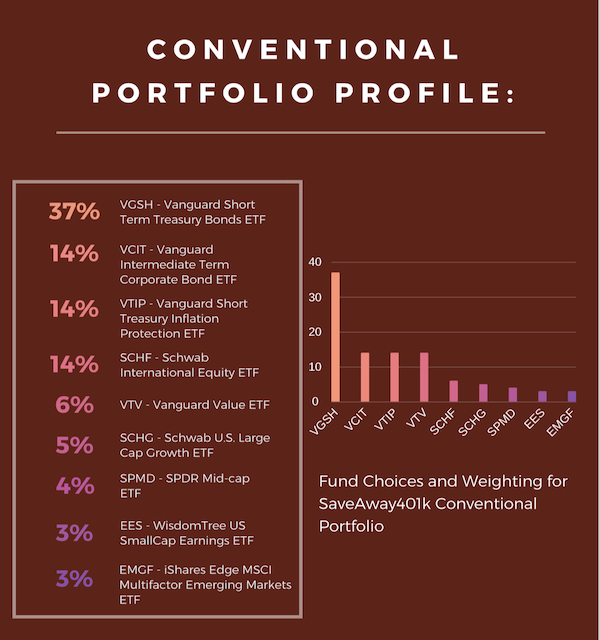 CONVENTIONAL
PORTFOLIO PROFILE:
37%
VGSH - Vanguard Short
Term Treasury Bonds ETF
14%
VCIT - Vanguard
Intermediate Term
Corporate Bond ETF
14%
VTIP - Vanguard Short
Treasury Inflation
Protection ETF
14%
SCHF - Schwab
International Equity ETF
6%
VTV - Vanguard Value ETF
5%
SCHG - Schwab U.S. Large
Cap Growth ETF
4%
SPMD - SPDR Mid-cap
ETF
3%
EES - WisdomTree US
SmallCap Earnings ETF
3%
EMGF - iShares Edge MSCI
Multifactor Emerging Markets
ETF
40
30
20
10
0
VGSH
VCIT
VTIP
VTV
SCHF
SCHG
SPMD
EES
EMGF
Fund Choices and Weighting for
SaveAway401k Conventional
Portfolio